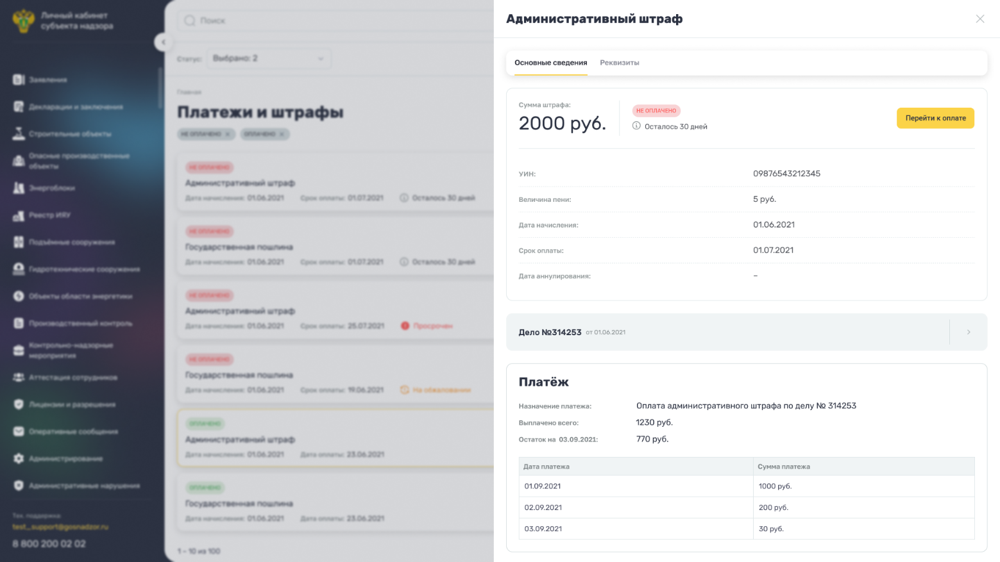 Личный кабинет
субъекта надзора
Поиск
Статус: Выбрано: 2
Заявления
Декларации и заключения
Строительные объекты
Опасные производственные
объекты
Энергоблоки
Реестр ИЯУ
Подъёмные сооружения
Гидротехнические сооружения
Объекты области энергетики
Производственный контроль
Контрольно-надзорные
мероприятия
Аттестация сотрудников
Лицензии и разрешения
Оперативные сообщения
Администрирование
Административные нарушения
Тех. поддержка:
test_support@gosnadzor.ru
8 800 200 02 02
Главная
Платежи и штрафы
НЕ ОПЛАЧЕНО ОПЛАЧЕНО
НЕ ОПЛАЧЕНО
Административный штраф
Дата начисления: 01.06.2021 Срок оплаты: 01.07.2021 Осталось 30 дней
НЕ ОПЛАЧЕНО
Государственная пошлина
Дата начисления: 01.06.2021 Срок оплаты: 01.07.2021 Осталось 30 дней
НЕ ОПЛАЧЕНО
Административный штраф
Дата начисления: 01.06.2021 Срок оплаты: 25.07.2021 Просрочен
НЕ ОПЛАЧЕНО
Государственная пошлина
Дата начисления: 01.06.2021 Срок оплаты: 19.06.2021 На обжаловании
ОПЛАЧЕНО
Административный штраф
Дата начисления: 01.06.2021 Дата оплаты: 23.06.2021
ОПЛАЧЕНО
Государственная пошлина
Дата начисления: 01.06.2021 Дата оплаты: 23.06.2021
1 – 10 из 100
Административный штраф
Основные сведения Реквизиты
Сумма штрафа:
2000 руб.
НЕ ОПЛАЧЕНО
Осталось 30 дней
Перейти к оплате
УИН: 09876543212345
Величина пени: 5 руб.
Дата начисления: 01.06.2021
Срок оплаты: 01.07.2021
Дата аннулирования: –
Дело №314253 от 01.06.2021
Платёж
Назначение платежа: Оплата административного штрафа по делу № 314253
Выплачено всего: 1230 руб.
Остаток на 03.09.2021: 770 руб.
Дата платежа Сумма платежа
01.09.2021 1000 руб.
02.09.2021 200 руб.
03.09.2021 30 руб.